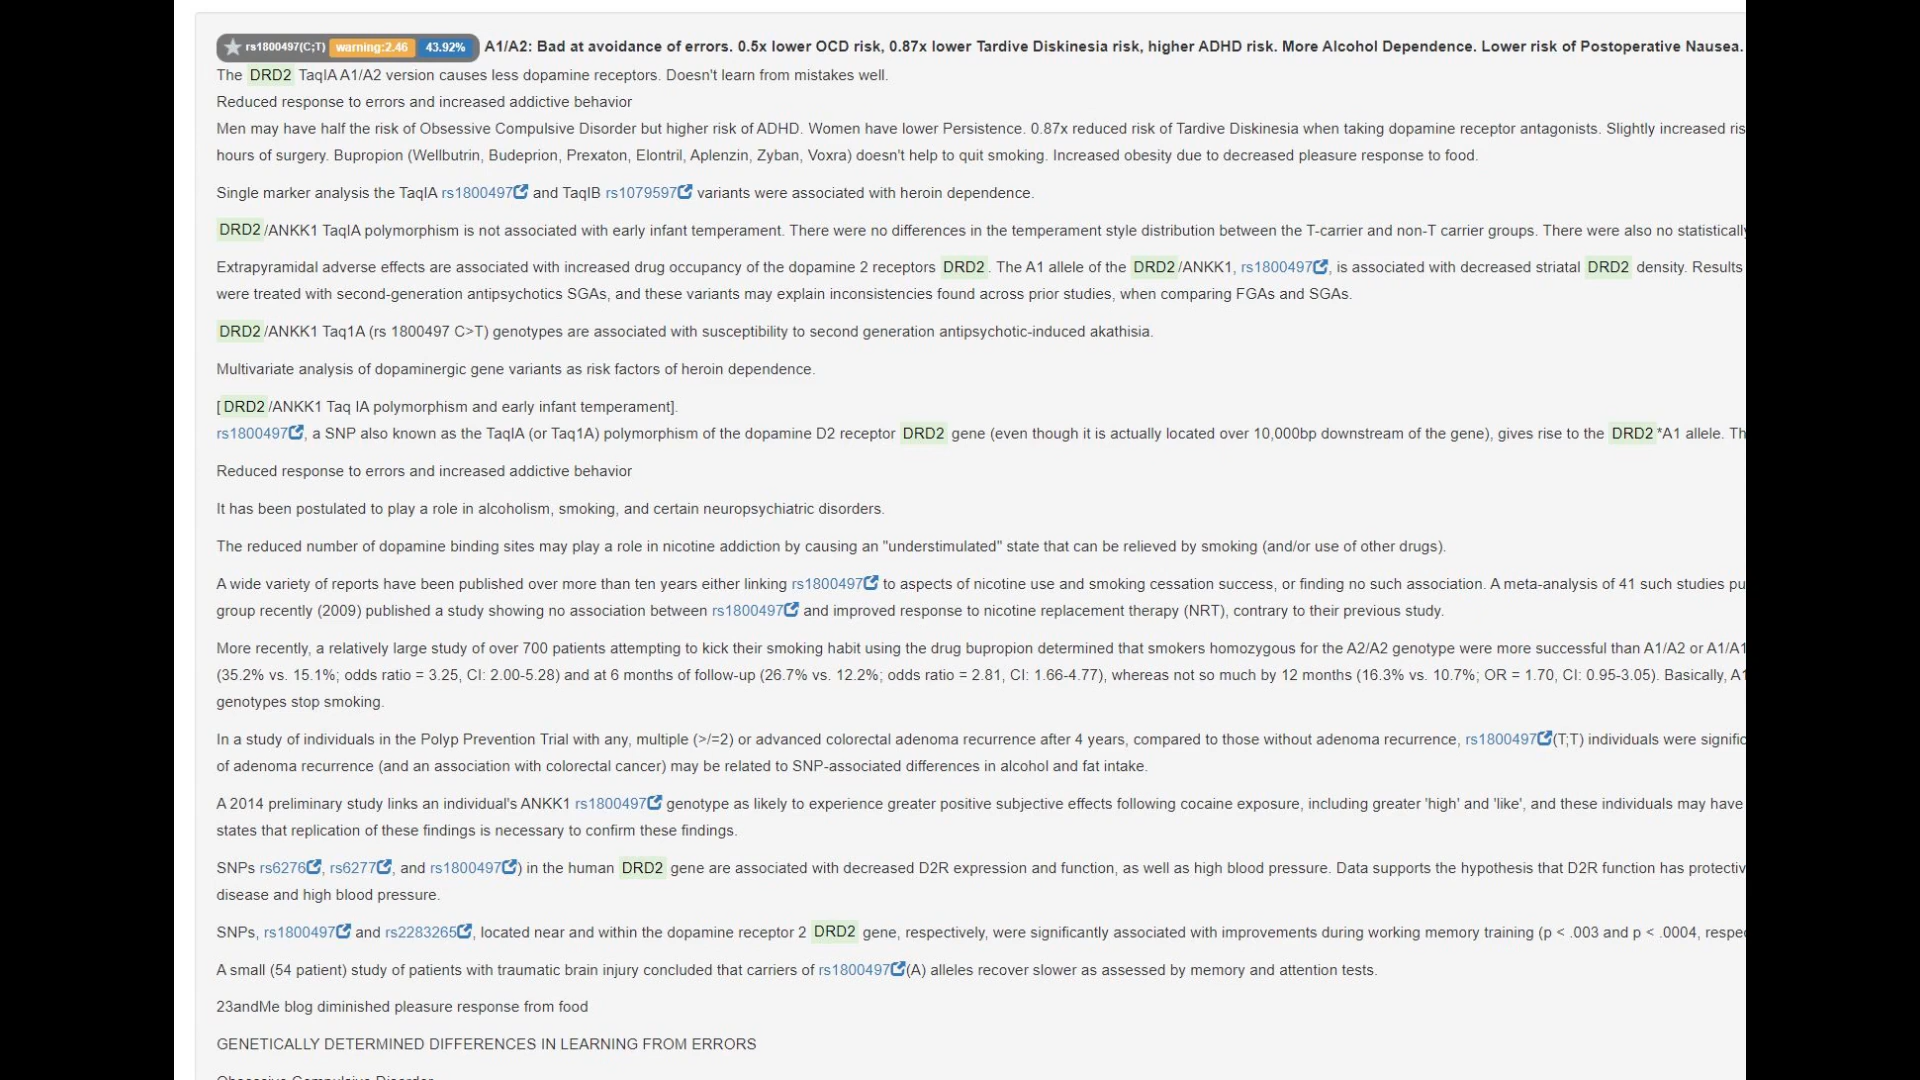 rs1800497(C;T) warning:2.46 43.92% A1/A2: Bad at avoidance of errors. 0.5x lower OCD risk, 0.87x lower Tardive Diskinesia risk, higher ADHD risk. More Alcohol Dependence. Lower risk of Postoperative Nausea.
The DRD2 TaqIA A1/A2 version causes less dopamine receptors. Doesn't learn from mistakes well.
Reduced response to errors and increased addictive behavior
Men may have half the risk of Obsessive Compulsive Disorder but higher risk of ADHD. Women have lower Persistence. 0.87x reduced risk of Tardive Diskinesia when taking dopamine receptor antagonists. Slightly increased ris
hours of surgery. Bupropion (Wellbutrin, Budeprion, Prexaton, Elontril, Aplenzin, Zyban, Voxra) doesn't help to quit smoking. Increased obesity due to decreased pleasure response to food.
Single marker analysis the TaqIA rs1800497 and TaqIB rs1079597 variants were associated with heroin dependence.
DRD2/ANKK1 TaqIA polymorphism is not associated with early infant temperament. There were no differences in the temperament style distribution between the T-carrier and non-T carrier groups. There were also no statistically
Extrapyramidal adverse effects are associated with increased drug occupancy of the dopamine 2 receptors DRD2. The A1 allele of the DRD2/ANKK1, rs1800497, is associated with decreased striatal DRD2 density. Results
were treated with second-generation antipsychotics SGAs, and these variants may explain inconsistencies found across prior studies, when comparing FGAs and SGAs.
DRD2/ANKK1 Taq1A (rs 1800497 C>T) genotypes are associated with susceptibility to second generation antipsychotic-induced akathisia.
Multivariate analysis of dopaminergic gene variants as risk factors of heroin dependence.
[DRD2/ANKK1 Taq IA polymorphism and early infant temperament].
rs1800497, a SNP also known as the TaqIA (or Taq1A) polymorphism of the dopamine D2 receptor DRD2 gene (even though it is actually located over 10,000bp downstream of the gene), gives rise to the DRD2*A1 allele. Th
Reduced response to errors and increased addictive behavior
It has been postulated to play a role in alcoholism, smoking, and certain neuropsychiatric disorders.
The reduced number of dopamine binding sites may play a role in nicotine addiction by causing an "understimulated" state that can be relieved by smoking (and/or use of other drugs).
A wide variety of reports have been published over more than ten years either linking rs1800497 to aspects of nicotine use and smoking cessation success, or finding no such association. A meta-analysis of 41 such studies pu
group recently (2009) published a study showing no association between rs1800497 and improved response to nicotine replacement therapy (NRT), contrary to their previous study.
More recently, a relatively large study of over 700 patients attempting to kick their smoking habit using the drug bupropion determined that smokers homozygous for the A2/A2 genotype were more successful than A1/A2 or A1/A1
(35.2% vs. 15.1%; odds ratio = 3.25, CI: 2.00-5.28) and at 6 months of follow-up (26.7% vs. 12.2%; odds ratio = 2.81, CI: 1.66-4.77), whereas not so much by 12 months (16.3% vs. 10.7%; OR = 1.70, CI: 0.95-3.05). Basically, A1
genotypes stop smoking.
In a study of individuals in the Polyp Prevention Trial with any, multiple (>/=2) or advanced colorectal adenoma recurrence after 4 years, compared to those without adenoma recurrence, rs1800497(T;T) individuals were signific
of adenoma recurrence (and an association with colorectal cancer) may be related to SNP-associated differences in alcohol and fat intake.
A 2014 preliminary study links an individual's ANKK1 rs1800497 genotype as likely to experience greater positive subjective effects following cocaine exposure, including greater 'high' and 'like', and these individuals may have
states that replication of these findings is necessary to confirm these findings.
SNPs rs6276, rs6277, and rs1800497) in the human DRD2 gene are associated with decreased D2R expression and function, as well as high blood pressure. Data supports the hypothesis that D2R function has protectiv
disease and high blood pressure.
SNPs, rs1800497 and rs2283265, located near and within the dopamine receptor 2 DRD2 gene, respectively, were significantly associated with improvements during working memory training (p < .003 and p < .0004, respec
A small (54 patient) study of patients with traumatic brain injury concluded that carriers of rs1800497(A) alleles recover slower as assessed by memory and attention tests.
23andMe blog diminished pleasure response from food
GENETICALLY DETERMINED DIFFERENCES IN LEARNING FROM ERRORS
Obsessive Compulsive Disorder